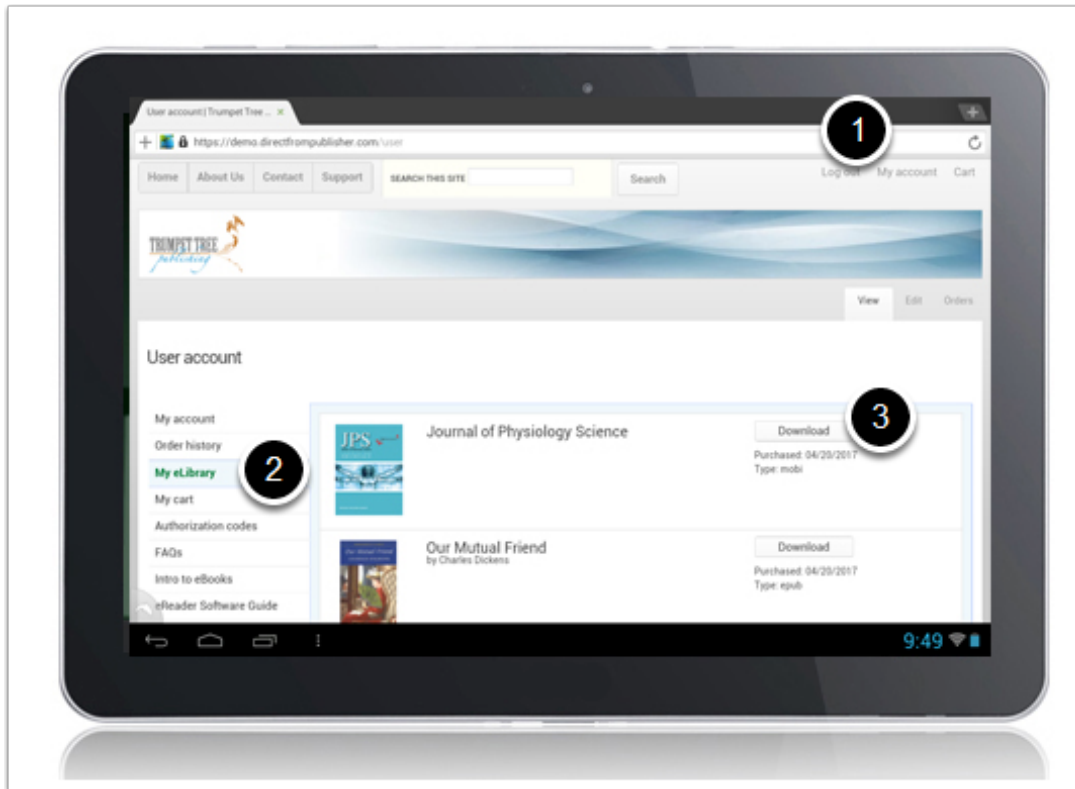 User account | Trumpet Tree ... ×
1
https://demo.directfrompublisher.com/user
Home About Us Contact Support SEARCH THIS SITE Search Log out My account Cart
TRUMPET TREE
publishing
View Edit Orders
User account
My account
Order history
My eLibrary
2
My cart
Authorization codes
FAQs
Intro to eBooks
eReader Software Guide
JPS
Journal of Physiology Science
Download
3
Purchased: 04/20/2017
Type: mobi
Our Mutual Friend
Our Mutual Friend
by Charles Dickens
Download
Purchased: 04/20/2017
Type: epub
9:49